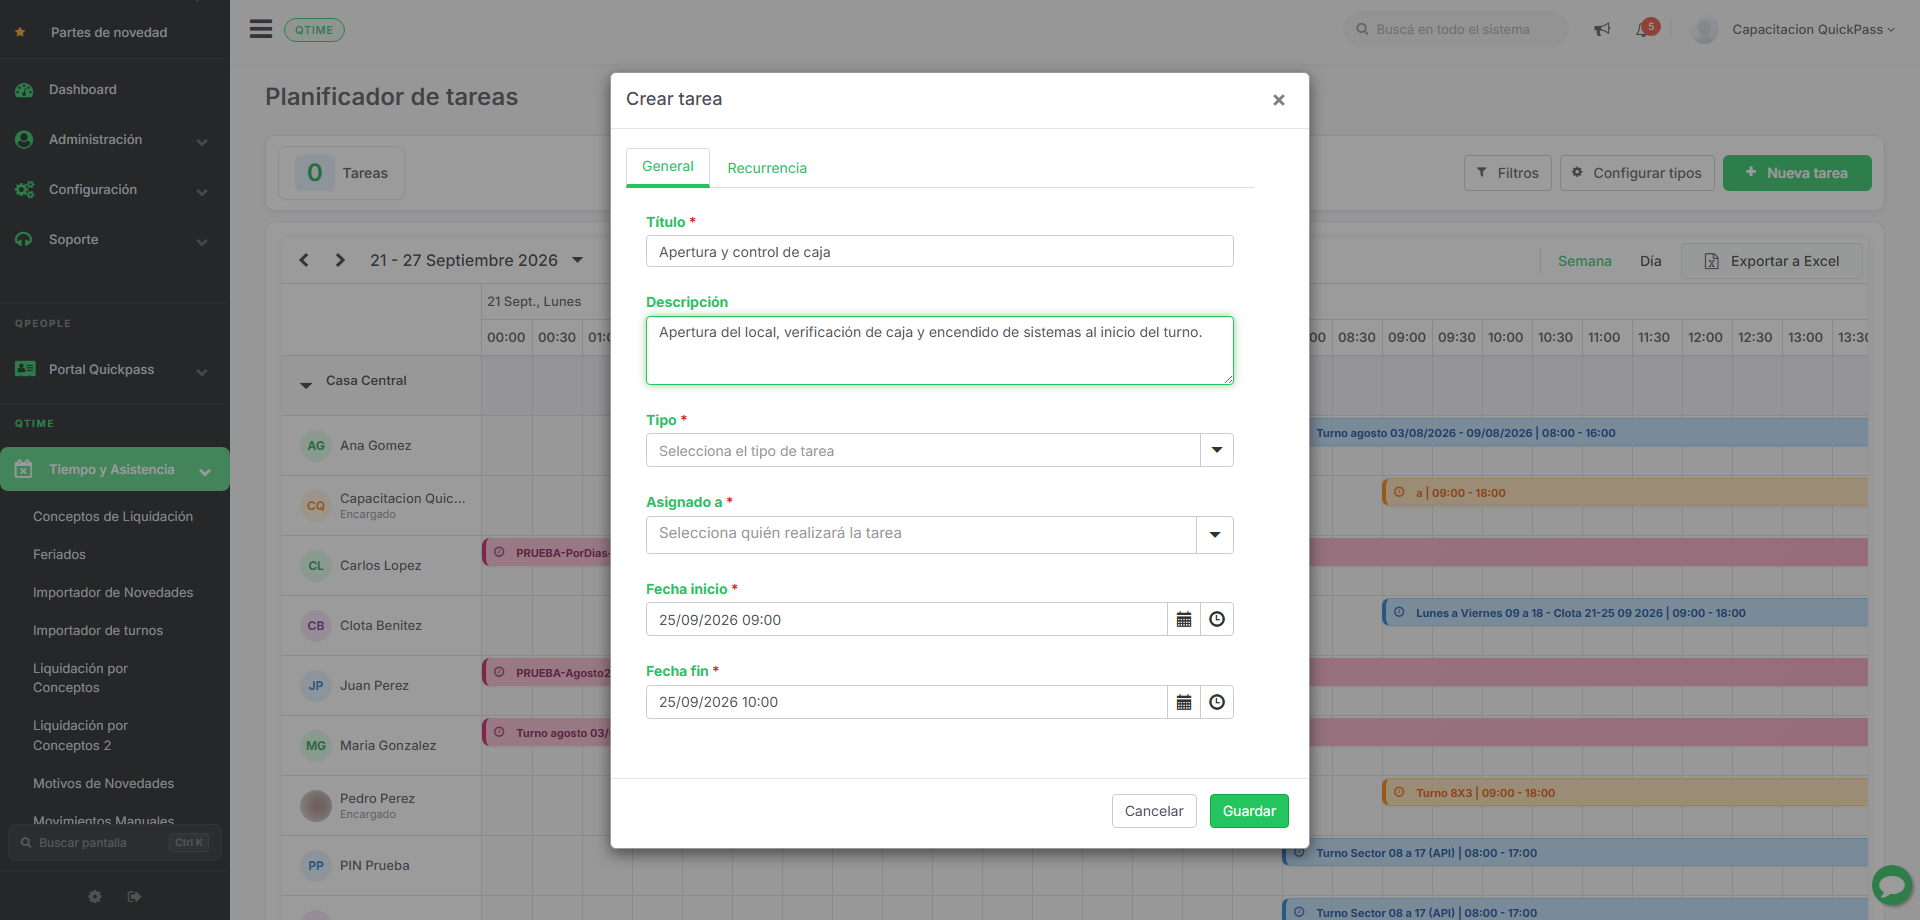 Partes de novedad
Dashboard
Administración
Configuración
Soporte
QPEOPLE
Portal Quickpass
QTIME
Tiempo y Asistencia
Conceptos de Liquidación
Feriados
Importador de Novedades
Importador de turnos
Liquidación por
Conceptos
Liquidación por
Conceptos 2
Motivos de Novedades
Movimientos Manuales
Buscar pantalla Ctrl K
QTIME
Buscá en todo el sistema
5
Capacitacion QuickPass
Planificador de tareas
0 Tareas
Filtros
Configurar tipos
+ Nueva tarea
21 - 27 Septiembre 2026
Semana
Día
Exportar a Excel
21 Sept., Lunes
00:00 00:30 01:0
00 08:30 09:00 09:30 10:00 10:30 11:00 11:30 12:00 12:30 13:00 13:30
Casa Central
AG Ana Gomez
Turno agosto 03/08/2026 - 09/08/2026 | 08:00 - 16:00
CQ Capacitacion Quic...
Encargado
a | 09:00 - 18:00
CL Carlos Lopez
PRUEBA-PorDias-
CB Clota Benitez
Lunes a Viernes 09 a 18 - Clota 21-25 09 2026 | 09:00 - 18:00
JP Juan Perez
PRUEBA-Agosto2
MG Maria Gonzalez
Turno agosto 03/
Pedro Perez
Encargado
Turno 8X3 | 09:00 - 18:00
PP PIN Prueba
Turno Sector 08 a 17 (API) | 08:00 - 17:00
Turno Sector 08 a 17 (API) | 08:00 - 17:00
Crear tarea
×
General
Recurrencia
Título *
Apertura y control de caja
Descripción
Apertura del local, verificación de caja y encendido de sistemas al inicio del turno.
Tipo *
Selecciona el tipo de tarea
Asignado a *
Selecciona quién realizará la tarea
Fecha inicio *
25/09/2026 09:00
Fecha fin *
25/09/2026 10:00
Cancelar
Guardar